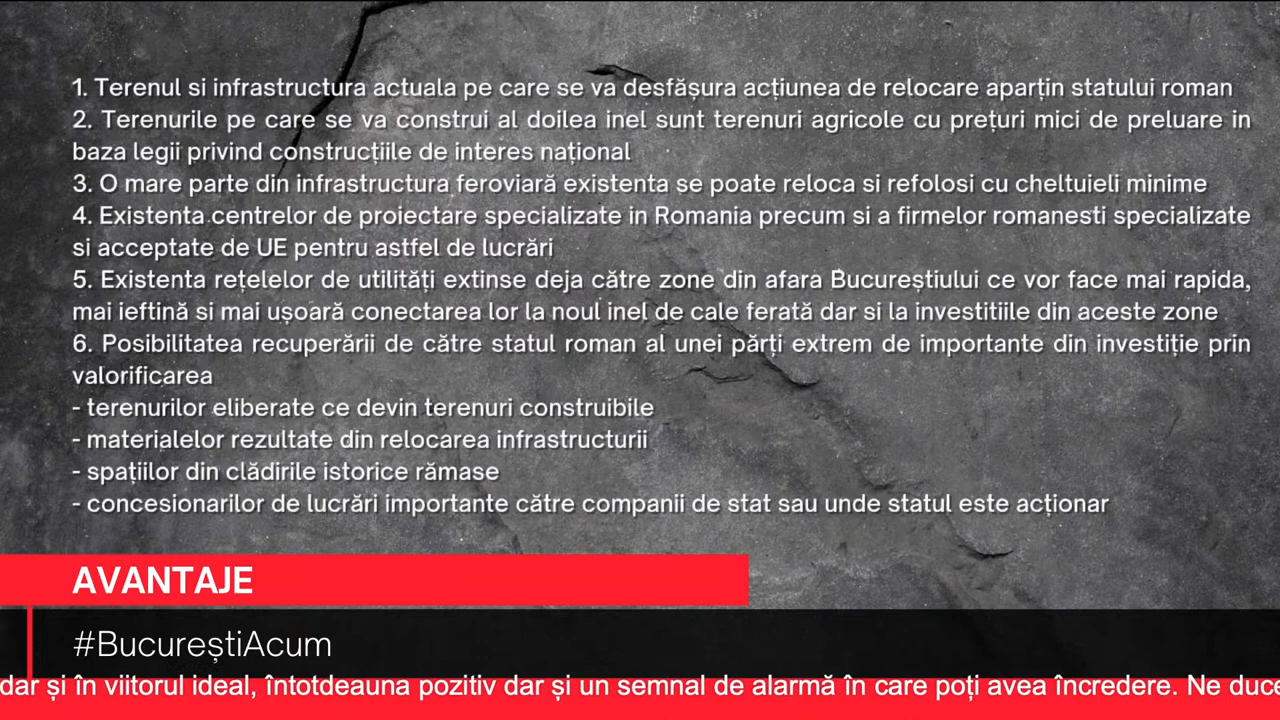 1. Terenul si infrastructura actuala pe care se va desfășura acțiunea de relocare aparțin statului roman
2. Terenurile pe care se va construi al doilea inel sunt terenuri agricole cu prețuri mici de preluare in
baza legii privind construcțiile de interes național
3. O mare parte din infrastructura feroviară existenta se poate reloca si refolosi cu cheltuieli minime
4. Existenta centrelor de proiectare specializate in Romania precum si a firmelor romanesti specializate
si acceptate de UE pentru astfel de lucrări
5. Existenta rețelelor de utilități extinse deja către zone din afara Bucureștiului ce vor face mai rapida,
mai ieftină si mai ușoară conectarea lor la noul inel de cale ferată dar si la investitiile din aceste zone
6. Posibilitatea recuperării de către statul roman al unei părți extrem de importante din investiție prin
valorificarea
- terenurilor eliberate ce devin terenuri construibile
- materialelor rezultate din relocarea infrastructurii
- spațiilor din clădirile istorice rămase
- concesionarilor de lucrări importante către companii de stat sau unde statul este acționar
AVANTAJE
#BucureștiAcum
dar și în viitorul ideal, întotdeauna pozitiv dar și un semnal de alarmă în care poți avea încredere. Ne duce